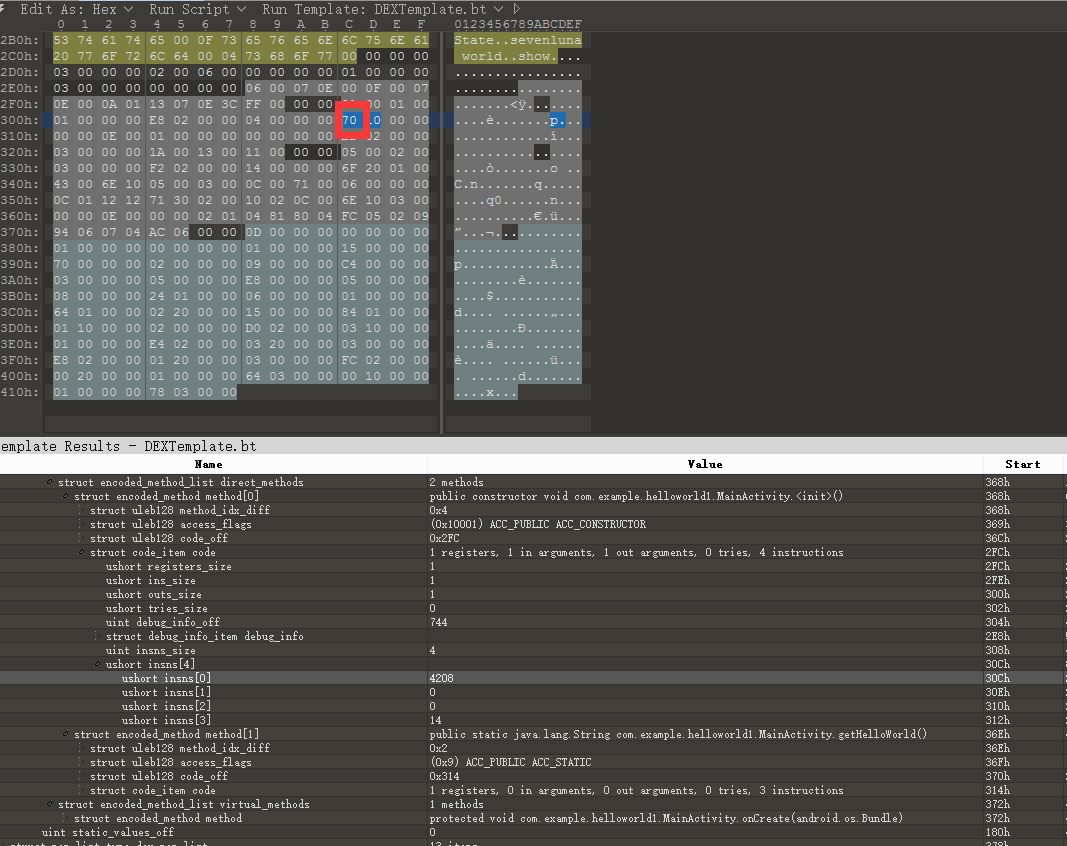 Edit As: Hex Run Script Run Template: DEXTemplate.bt
0 1 2 3 4 5 6 7 8 9 A B C D E F 0123456789ABCDEF
2B0h: 53 74 61 74 65 00 0F 73 65 76 65 6E 6C 75 6E 61 State..sevenluna
2C0h: 20 77 6F 72 6C 64 00 04 73 68 6F 77 00 00 00 00 world..show....
2D0h: 03 00 00 00 02 00 06 00 00 00 00 00 01 00 00 00 ................
2E0h: 03 00 00 00 00 00 00 00 06 00 07 0E 00 0F 00 07 ................
2F0h: 0E 00 0A 01 13 07 0E 3C FF 00 00 00 00 01 00 .......<ÿ.......
300h: 01 00 00 00 E8 02 00 00 04 00 00 00 70 10 00 00 ....è.......p...
310h: 00 00 0E 00 01 00 00 00 00 00 00 00 02 00 00 ............í...
320h: 03 00 00 00 1A 00 13 00 11 00 00 00 05 00 02 00 ................
330h: 03 00 00 00 F2 02 00 00 14 00 00 00 6F 20 01 00 ....ò.......o ..
340h: 43 00 6E 10 05 00 03 00 0C 00 71 00 06 00 00 00 C.n.......q.....
350h: 0C 01 12 12 71 30 02 00 10 02 0C 00 6E 10 03 00 ....q0......n...
360h: 00 00 0E 00 00 00 02 01 04 81 80 04 FC 05 02 09 ..........€.ü...
370h: 94 06 07 04 AC 06 00 00 0D 00 00 00 00 00 00 00 ”...¬...........
380h: 01 00 00 00 00 00 00 00 01 00 00 00 15 00 00 00 ................
390h: 70 00 00 00 02 00 00 00 09 00 00 00 C4 00 00 00 p...........Ä...
3A0h: 03 00 00 00 05 00 00 00 E8 00 00 00 05 00 00 00 ........è.......
3B0h: 08 00 00 00 24 01 00 00 06 00 00 00 01 00 00 00 ....$...........
3C0h: 64 01 00 00 02 20 00 00 15 00 00 00 84 01 00 00 d.... ......„...
3D0h: 01 10 00 00 02 00 00 00 D0 02 00 00 03 10 00 00 ........Ð.......
3E0h: 01 00 00 00 E4 02 00 00 03 20 00 00 03 00 00 00 ....ä.... ......
3F0h: E8 02 00 00 01 20 00 00 03 00 00 00 FC 02 00 00 è.... ......ü...
400h: 00 20 00 00 01 00 00 00 64 03 00 00 00 10 00 00 . ......d.......
410h: 01 00 00 00 78 03 00 00 ....x...
emplate Results - DEXTemplate.bt
Name Value Start
struct encoded_method_list direct_methods 2 methods 368h
struct encoded_method method[0] public constructor void com.example.helloworld1.MainActivity.<init>() 368h
struct uleb128 method_idx_diff 0x4 368h
struct uleb128 access_flags (0x10001) ACC_PUBLIC ACC_CONSTRUCTOR 369h
struct uleb128 code_off 0x2FC 36Ch
struct code_item code 1 registers, 1 in arguments, 1 out arguments, 0 tries, 4 instructions 2FCh
ushort registers_size 1 2FCh
ushort ins_size 1 2FEh
ushort outs_size 1 300h
ushort tries_size 0 302h
uint debug_info_off 744 304h
struct debug_info_item debug_info 2E8h
uint insns_size 4 308h
ushort insns[4] 30Ch
ushort insns[0] 4208 30Ch
ushort insns[1] 0 30Eh
ushort insns[2] 0 310h
ushort insns[3] 14 312h
struct encoded_method method[1] public static java.lang.String com.example.helloworld1.MainActivity.getHelloWorld() 36Eh
struct uleb128 method_idx_diff 0x2 36Eh
struct uleb128 access_flags (0x9) ACC_PUBLIC ACC_STATIC 36Fh
struct uleb128 code_off 0x314 370h
struct code_item code 1 registers, 0 in arguments, 0 out arguments, 0 tries, 3 instructions 314h
struct encoded_method_list virtual_methods 1 methods 372h
struct encoded_method method protected void com.example.helloworld1.MainActivity.onCreate(android.os.Bundle) 372h
uint static_values_off 0 180h